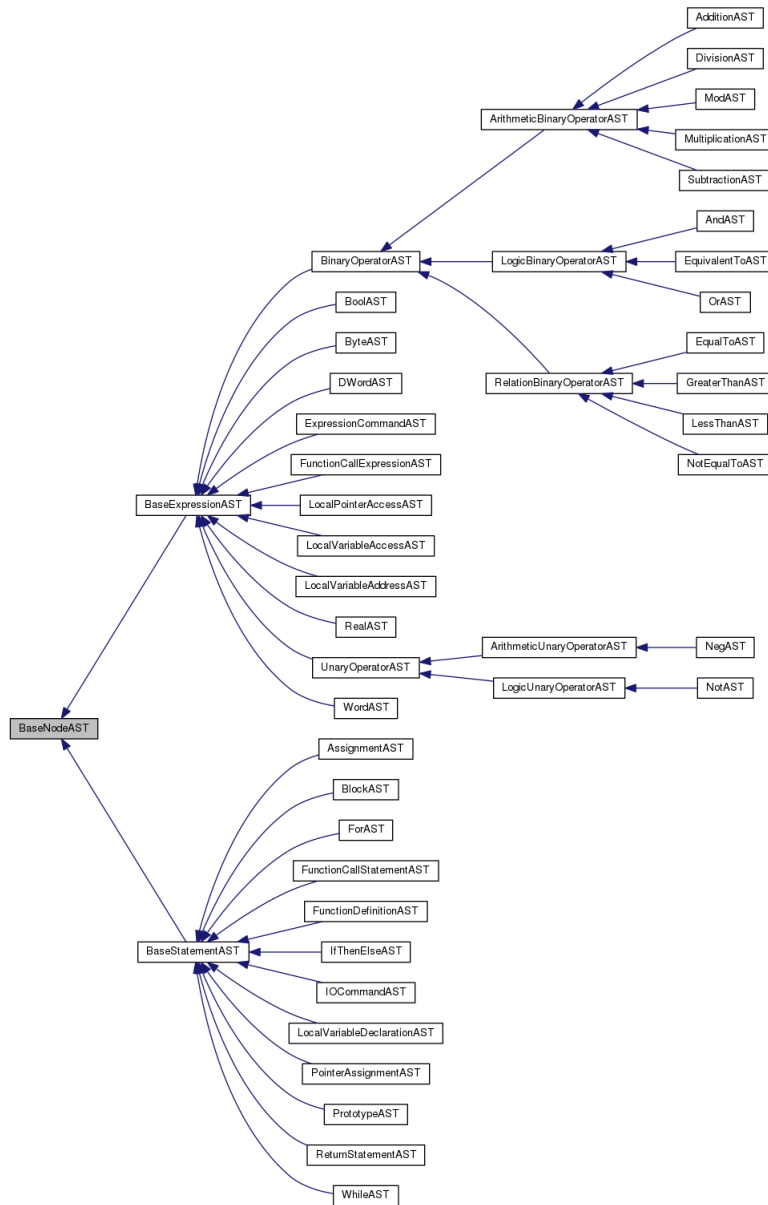 AdditionAST
DivisionAST
ModAST
ArithmeticBinaryOperatorAST
MultiplicationAST
SubtractionAST
AndAST
BinaryOperatorAST
LogicBinaryOperatorAST
EquivalentToAST
BoolAST
OrAST
ByteAST
EqualToAST
DWordAST
RelationBinaryOperatorAST
GreaterThanAST
ExpressionCommandAST
LessThanAST
FunctionCallExpressionAST
NotEqualToAST
BaseExpressionAST
LocalPointerAccessAST
LocalVariableAccessAST
LocalVariableAddressAST
RealAST
ArithmeticUnaryOperatorAST
NegAST
UnaryOperatorAST
LogicUnaryOperatorAST
NotAST
WordAST
BaseNodeAST
AssignmentAST
BlockAST
ForAST
FunctionCallStatementAST
FunctionDefinitionAST
BaseStatementAST
IfThenElseAST
IOCommandAST
LocalVariableDeclarationAST
PointerAssignmentAST
PrototypeAST
ReturnStatementAST
WhileAST